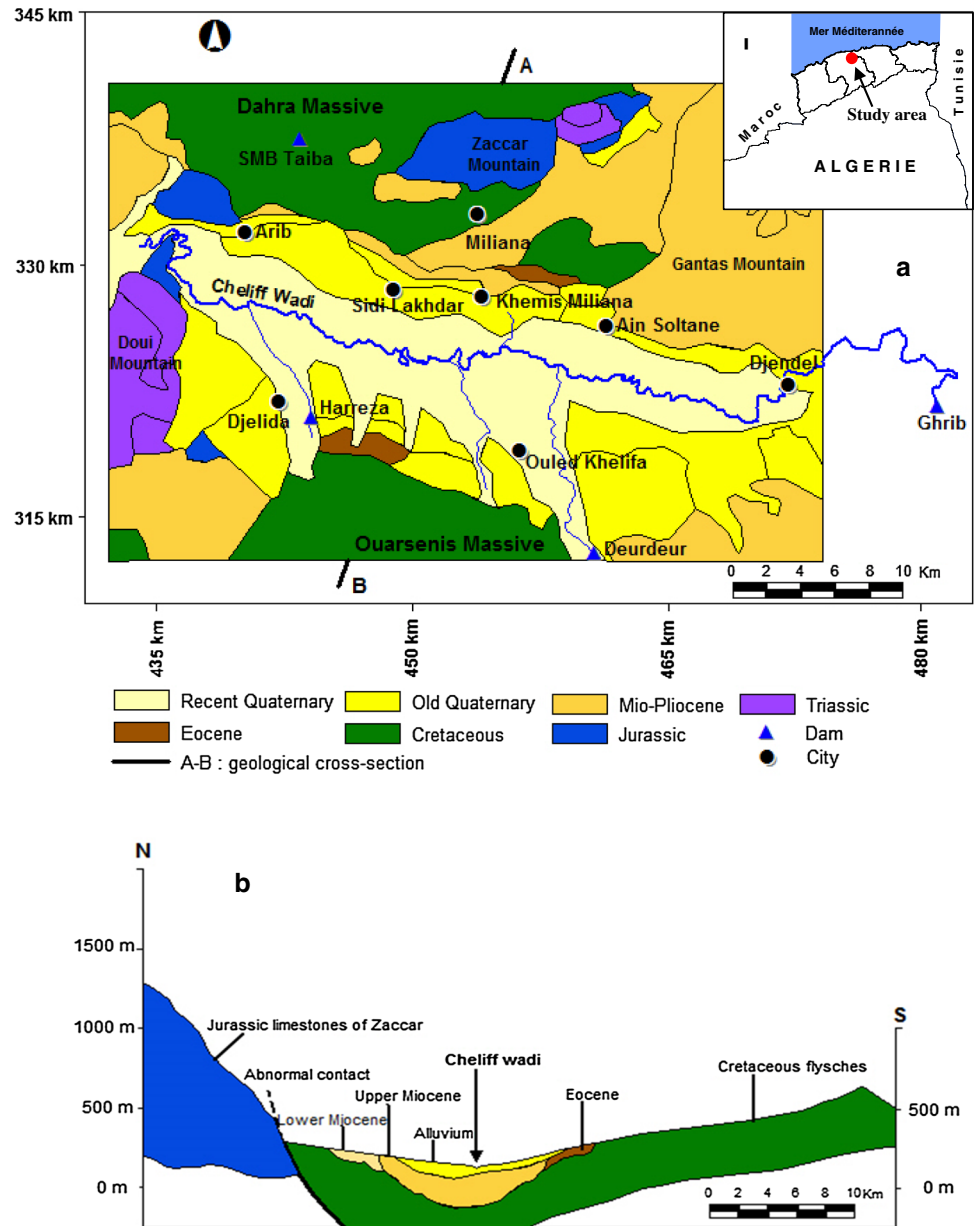 345 km
A
Dahra Massive
SMB Taiba
Zaccar
Mountain
Mer Méditerannée
Study area
Maroc
Tunisie
ALGERIE
Arib
Miliana
330 km
Cheliff Wadi
Sidi Lakhdar
Khemis Miliana
Gantas Mountain
a
Ain Soltane
Doui
Mountain
Djendel
Djelida
Harreza
Ghrib
Ouled Khelifa
315 km
Ouarsenis Massive
Deurdeur
B
0 2 4 6 8 10 Km
435 km
450 km
465 km
480 km
Recent Quaternary
Old Quaternary
Mio-Pliocene
Triassic
Eocene
Cretaceous
Jurassic
Dam
A-B : geological cross-section
City
N
b
1500 m
1000 m
S
Jurassic limestones of Zaccar
Cheliff wadi
Cretaceous flysches
Abnormal contact
Upper Miocene
Eocene
500 m
500 m
Lower Miocene
Alluvium
0 m
0 m
0 2 4 6 8 10 Km